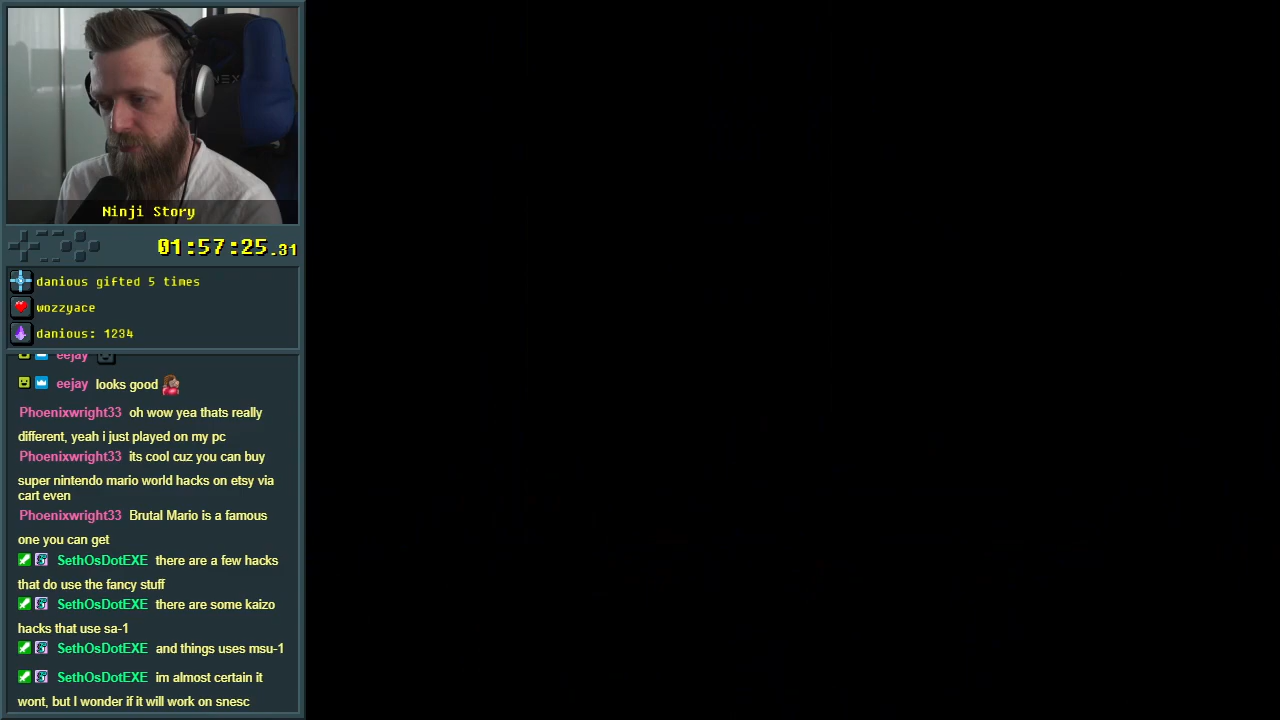 NEX
Ninji Story
01:57:25.31
danious gifted 5 times
wozzyace
danious: 1234
eejay
eejay looks good
Phoenixwright33 oh wow yea thats really
different, yeah i just played on my pc
Phoenixwright33 its cool cuz you can buy
super nintendo mario world hacks on etsy via
cart even
Phoenixwright33 Brutal Mario is a famous
one you can get
SethOsDotEXE there are a few hacks
that do use the fancy stuff
SethOsDotEXE there are some kaizo
hacks that use sa-1
SethOsDotEXE and things uses msu-1
SethOsDotEXE im almost certain it
wont, but I wonder if it will work on snesc